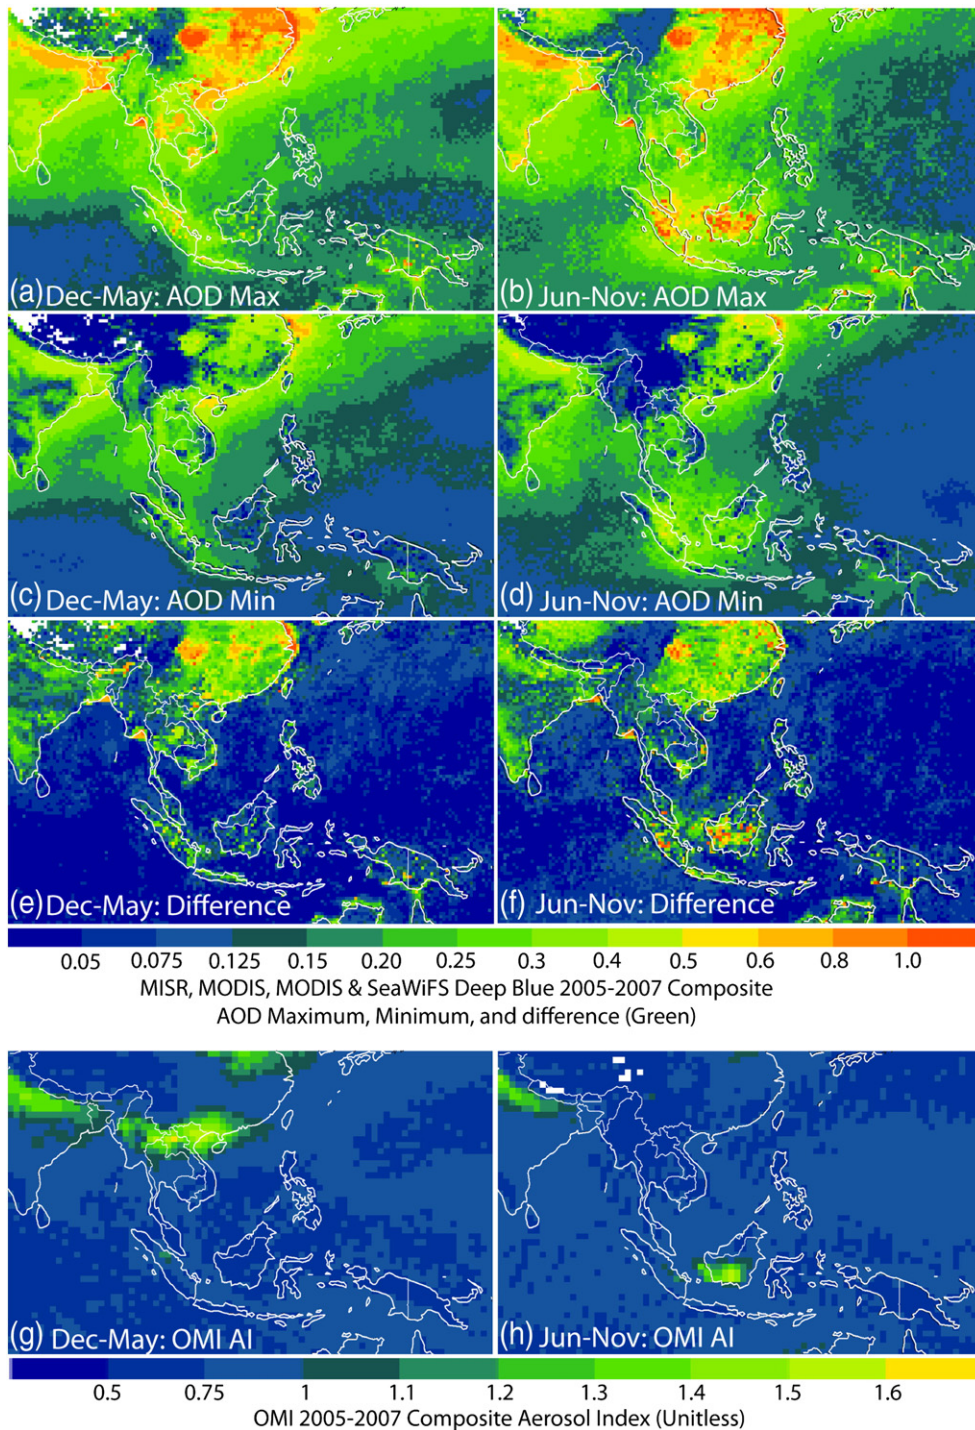 (a) Dec-May: AOD Max
(b) Jun-Nov: AOD Max
(c) Dec-May: AOD Min
(d) Jun-Nov: AOD Min
(e) Dec-May: Difference
(f) Jun-Nov: Difference
0.05 0.075 0.125 0.15 0.20 0.25 0.3 0.4 0.5 0.6 0.8 1.0
MISR, MODIS, MODIS & SeaWiFS Deep Blue 2005-2007 Composite
AOD Maximum, Minimum, and difference (Green)
(g) Dec-May: OMI AI
(h) Jun-Nov: OMI AI
0.5 0.75 1 1.1 1.2 1.3 1.4 1.5 1.6
OMI 2005-2007 Composite Aerosol Index (Unitless)